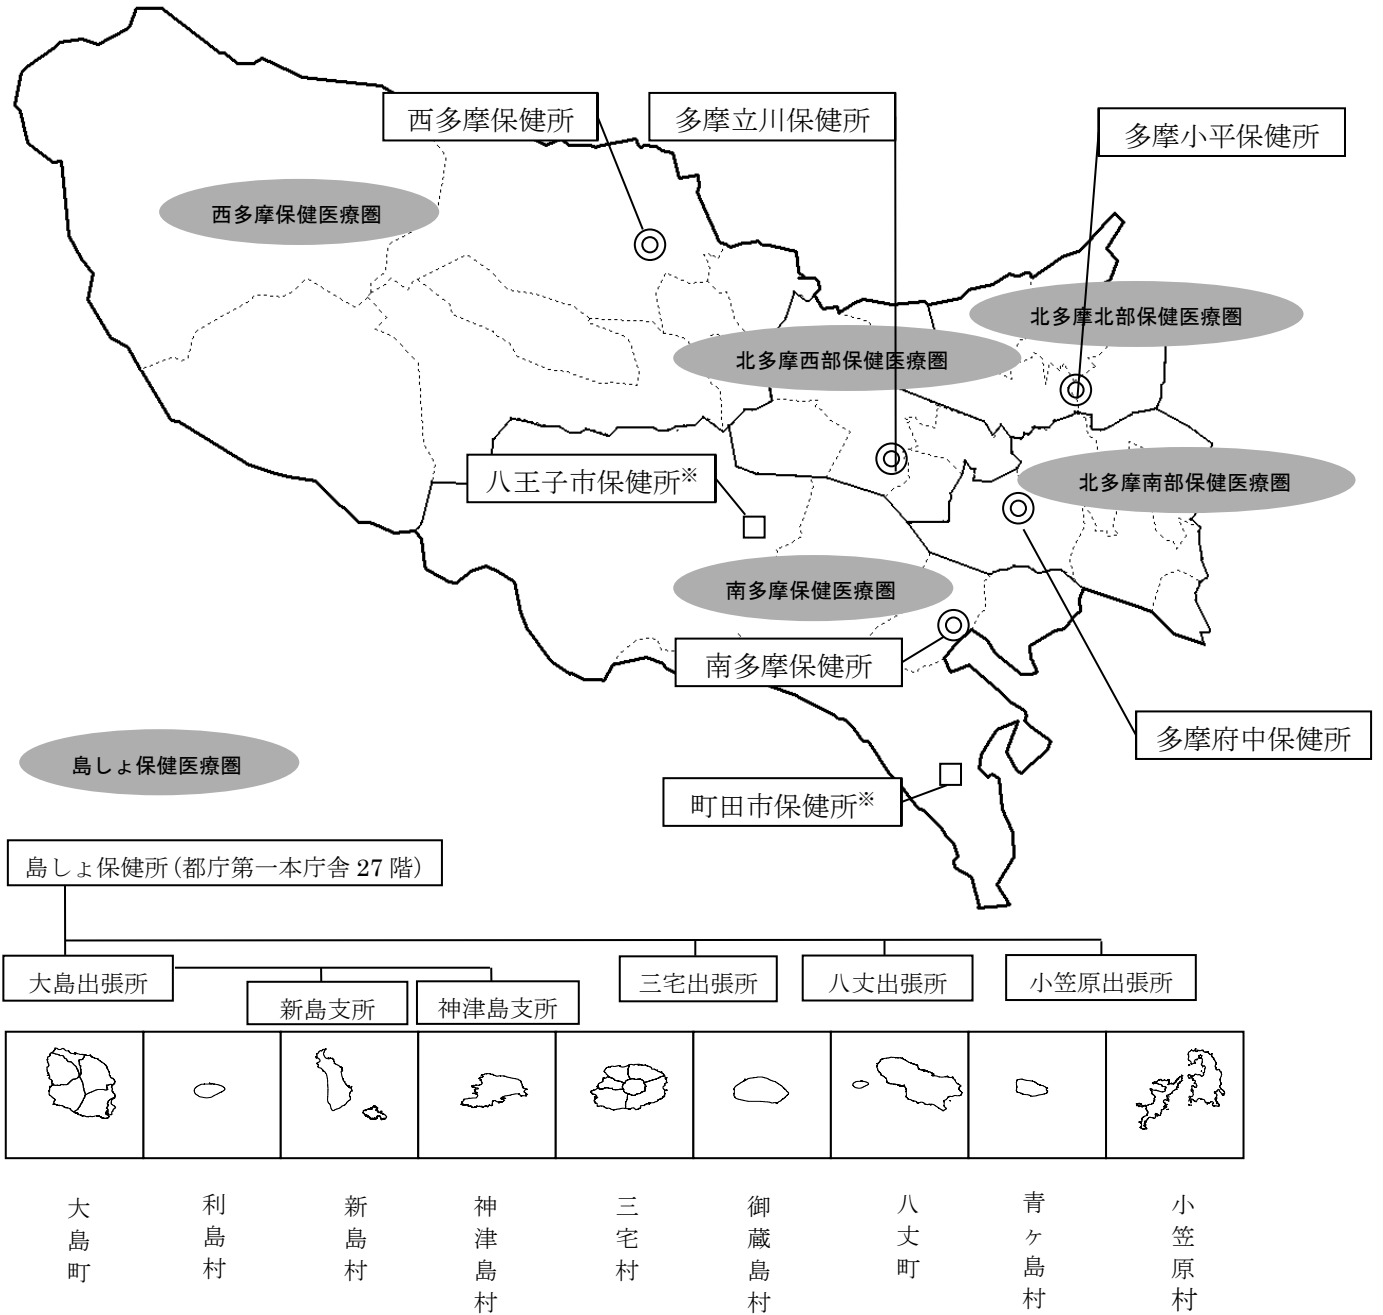 西多摩保健所
多摩立川保健所
多摩小平保健所
西多摩保健医療圏
北多摩北部保健医療圏
北多摩西部保健医療圏
八王子市保健所※
北多摩南部保健医療圏
南多摩保健医療圏
南多摩保健所
多摩府中保健所
島しょ保健医療圏
町田市保健所※
島しょ保健所(都庁第一本庁舎27階)
大島出張所
新島支所
神津島支所
三宅出張所
八丈出張所
小笠原出張所
大島町
利島村
新島村
神津島村
三宅村
御蔵島村
八丈町
青ヶ島村
小笠原村